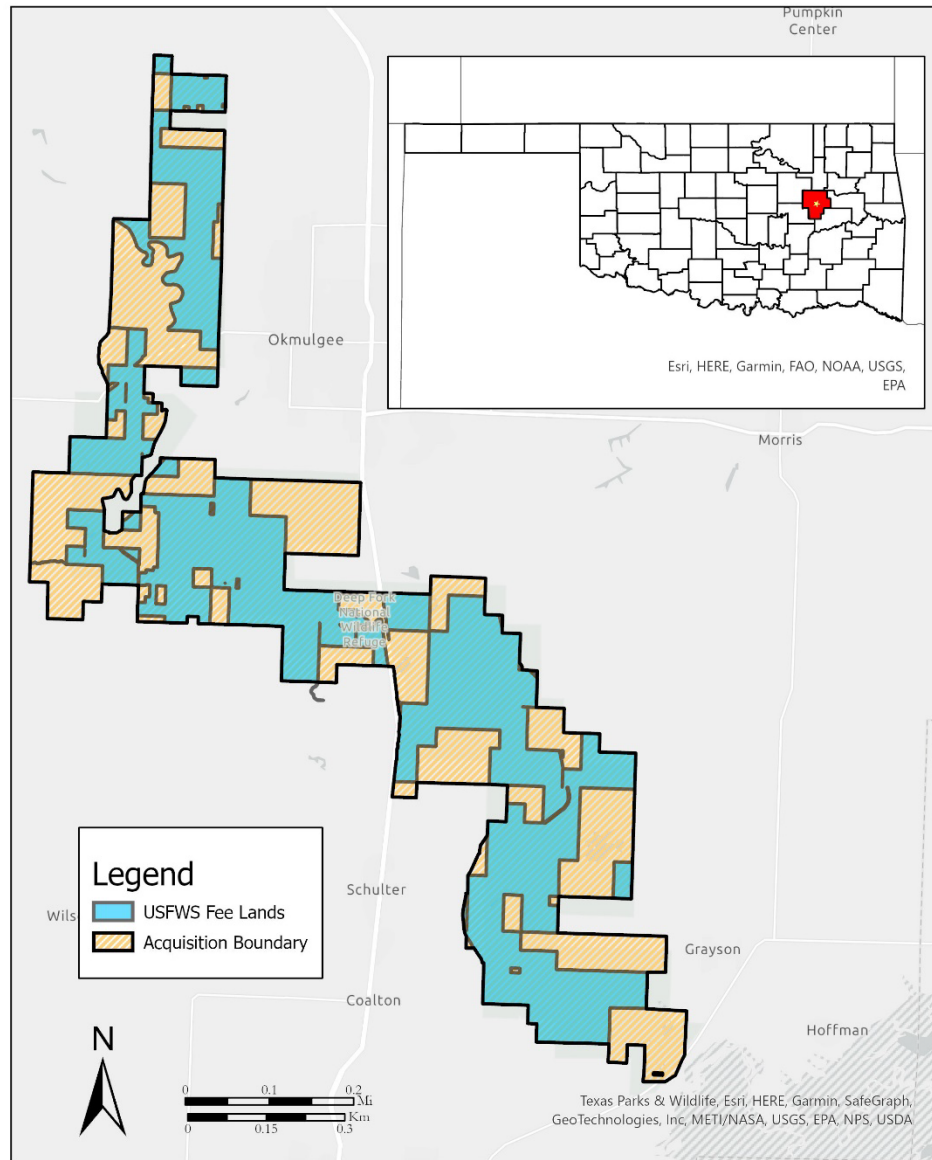 Pumpkin
Center
Esri, HERE, Garmin, FAO, NOAA, USGS,
EPA
Okmulgee
Morris
Deep Fork
National
Wildlife
Refuge
Legend
USFWS Fee Lands
Acquisition Boundary
Schulter
Wils
Grayson
Coalton
Hoffman
N
0 0.1 0.2
Mi
Km
0 0.15 0.3
Texas Parks & Wildlife, Esri, HERE, Garmin, SafeGraph,
GeoTechnologies, Inc, METI/NASA, USGS, EPA, NPS, USDA